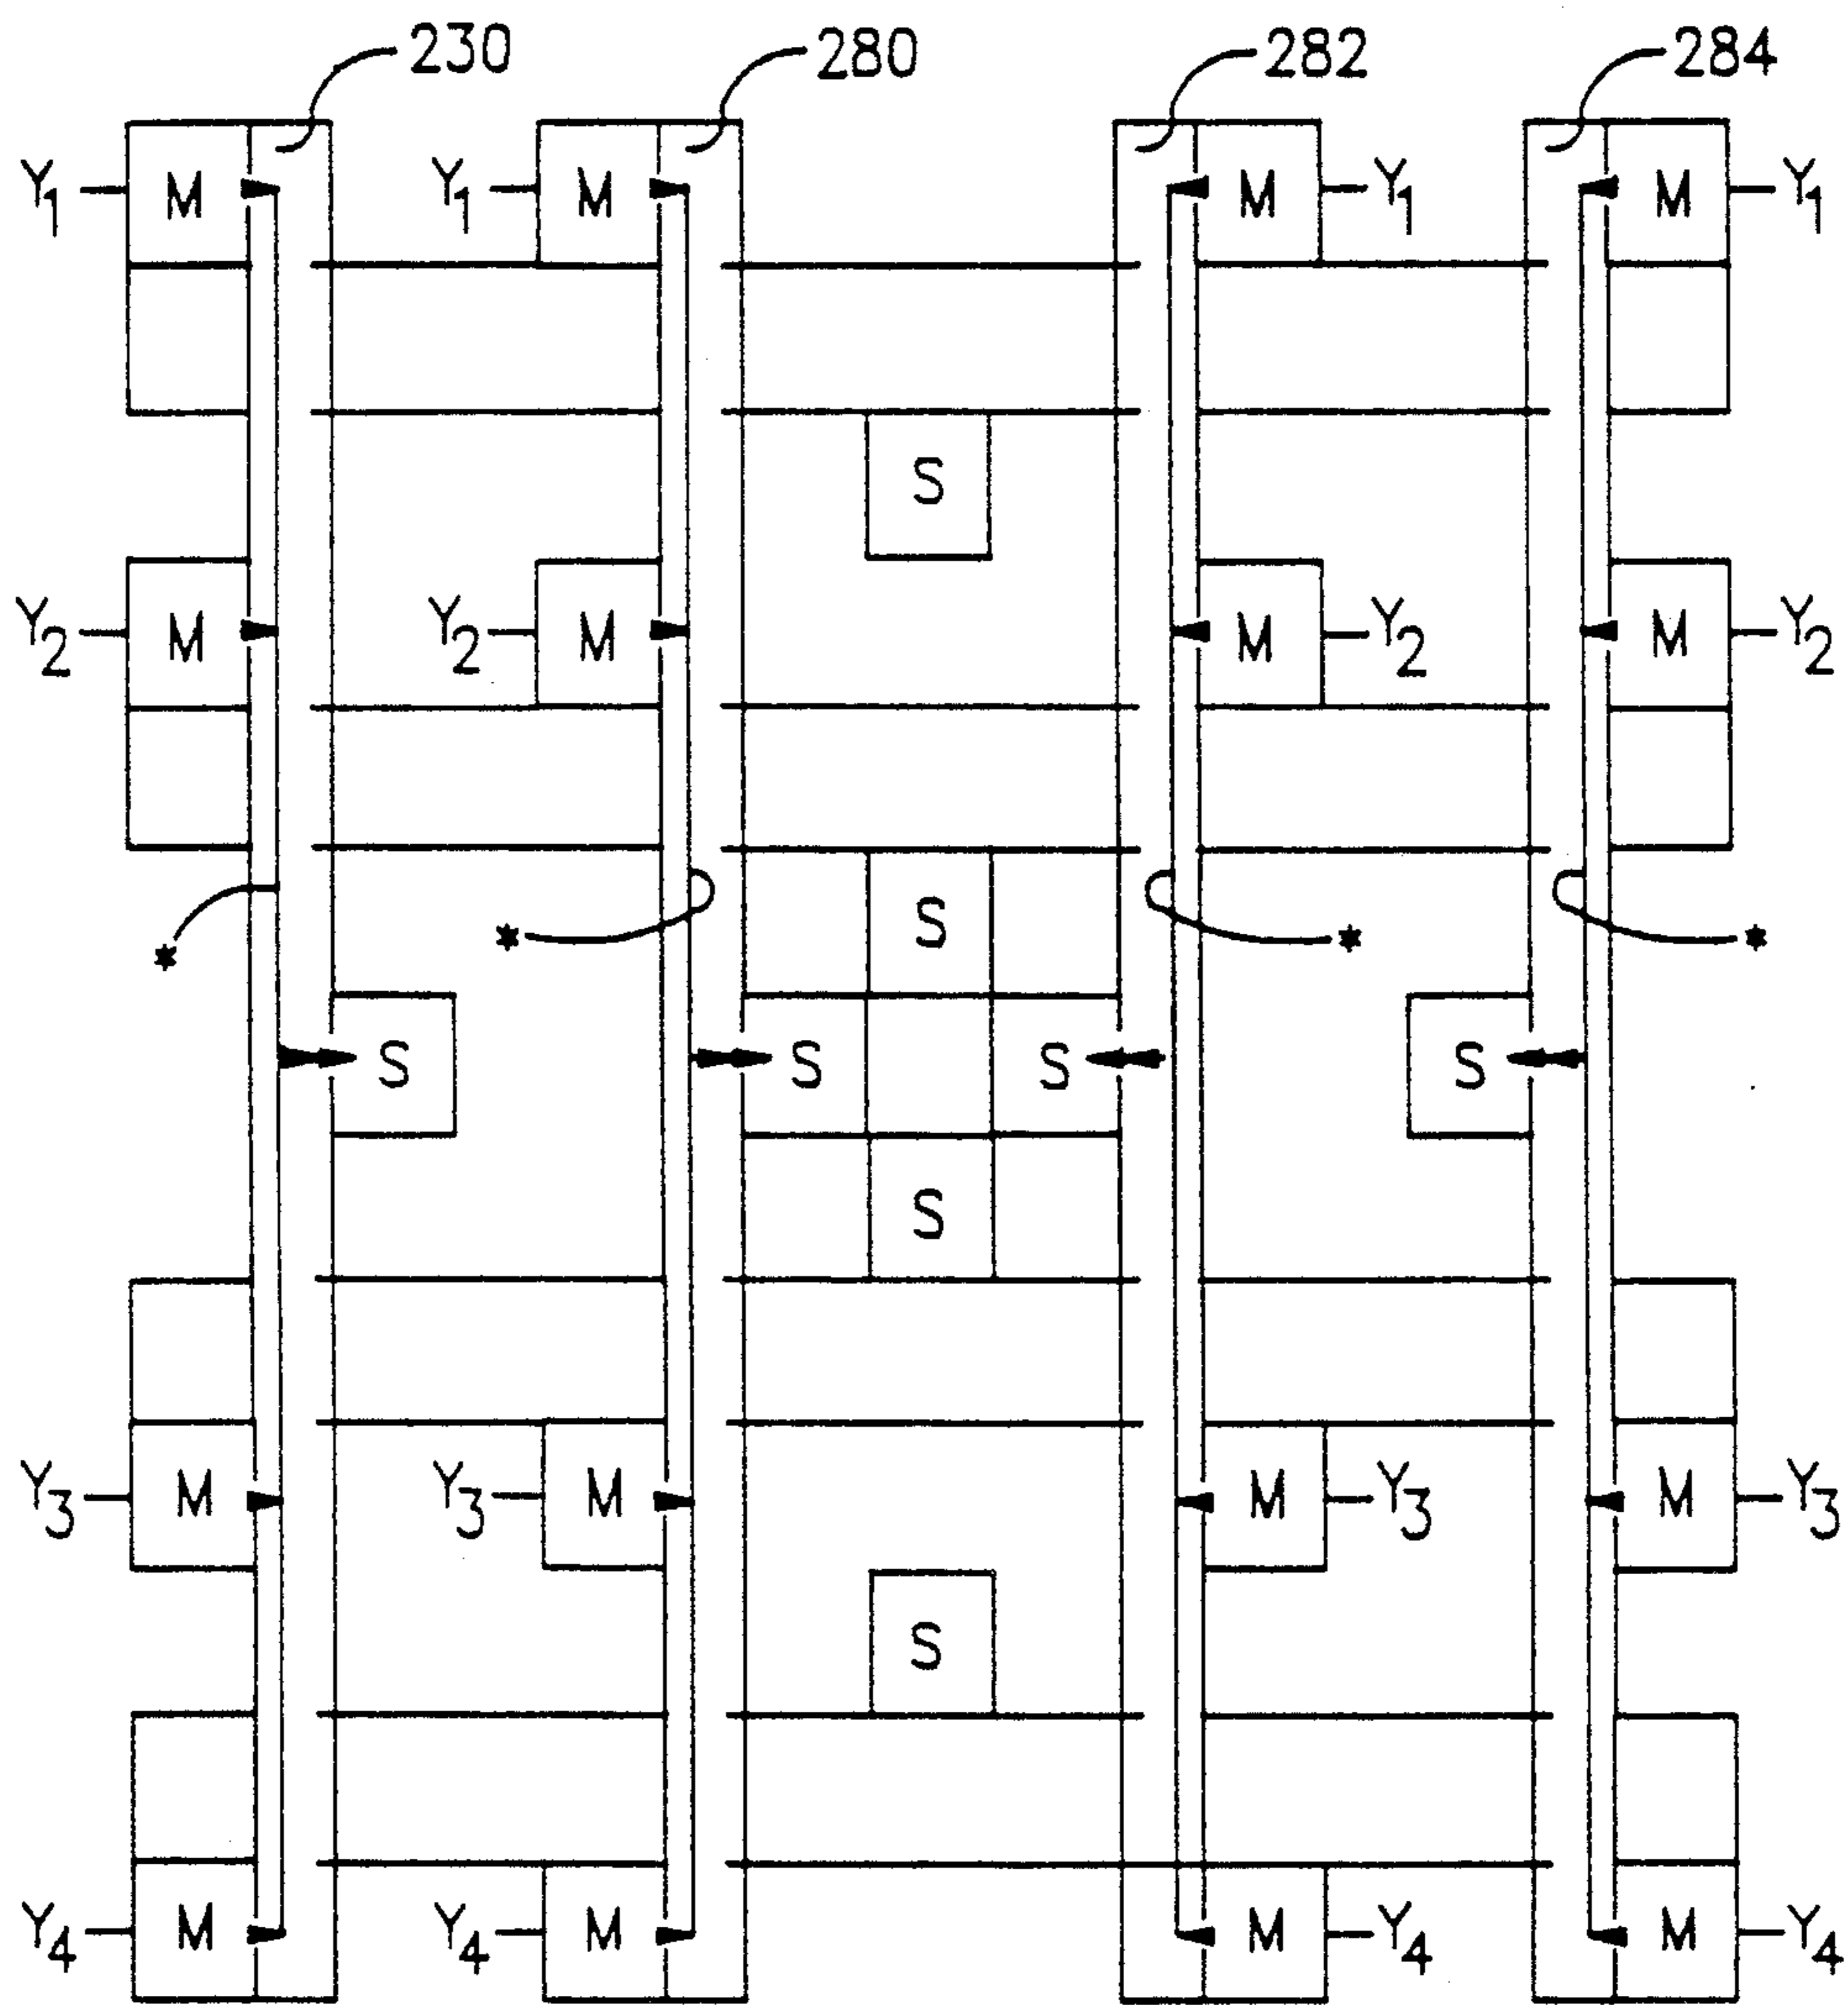 230 280 282 284
Y1 M Y1 M M Y1 M Y1
S
Y2 M Y2 M M Y2 M Y2
S
* * * *
S S S S
S
Y3 M Y3 M M Y3 M Y3
S
Y4 M Y4 M M Y4 M Y4